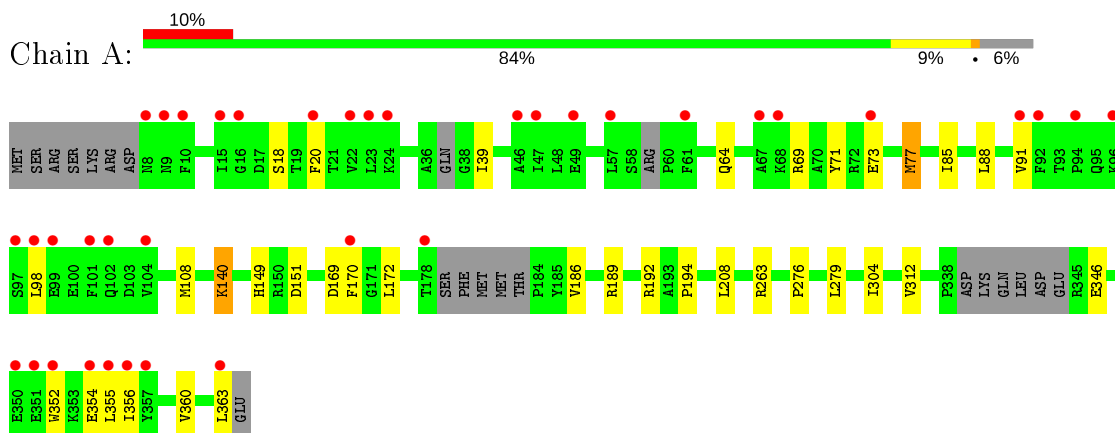 10%
Chain A:
84% 9% • 6%
MET SER ARG SER LYS ARG ASP N8 N9 F10 I15 G16 D17 S18 T19 F20 T21 V22 L23 K24 A36 GLN G38 I39 A46 I47 L48 E49 L57 S58 ARG P60 F61 Q64 A67 K68 R69 A70 Y71 R72 E73 M77 I85 L88 V91 F92 T93 P94 Q95 K96
S97 L98 E99 E100 F101 Q102 D103 V104 M108 K140 H149 R150 D151 D169 F170 G171 L172 T178 SER PHE MET MET THR P184 Y185 V186 R189 R192 A193 P194 L208 R263 P276 L279 I304 V312 P338 ASP LYS GLN LEU ASP GLU R345 E346
E350 E351 W352 K353 E354 L355 I356 Y357 V360 L363 GLU